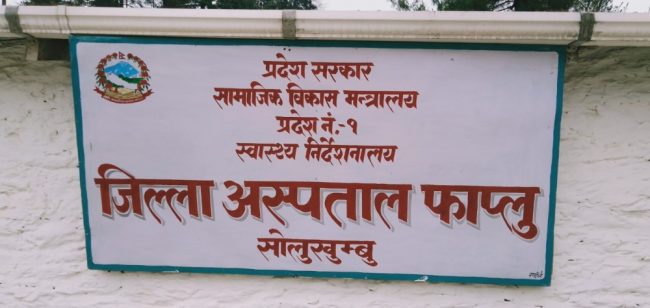 प्रदेश सरकार
सामाजिक विकास मन्त्रालय
प्रदेश नं.-१
स्वास्थ्य निर्देशनालय
जिल्ला अस्पताल फाप्लु
सोलुखुम्बु